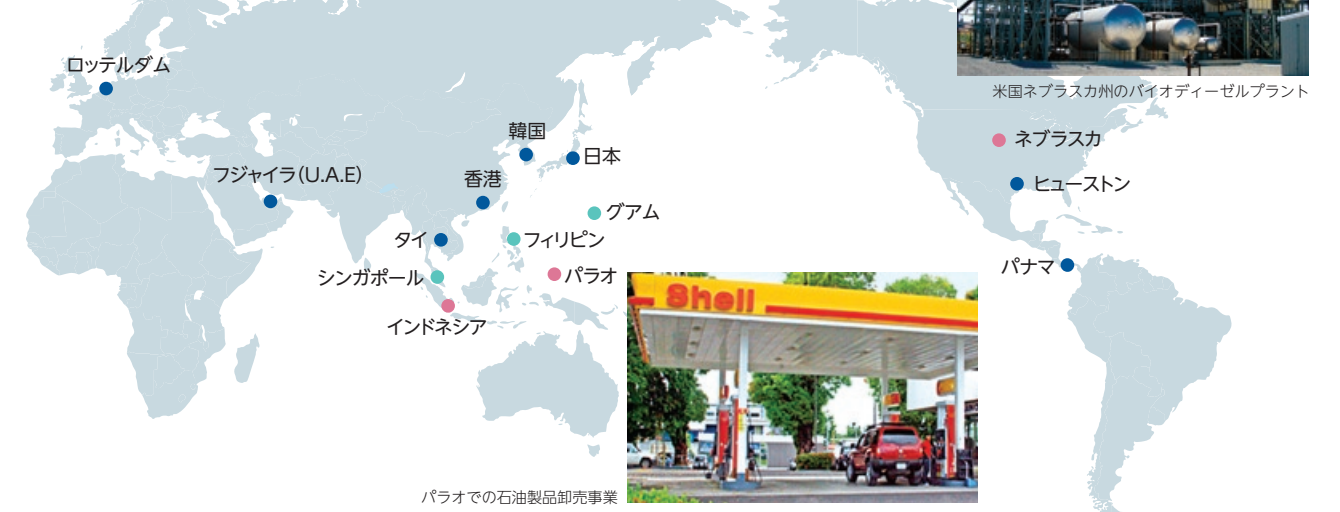 ロッテルダム
米国ネブラスカ州のバイオディーゼルプラント
韓国
ネブラスカ
日本
フジャイラ(U.A.E)
香港
ヒューストン
グアム
タイ
フィリピン
パナマ
シンガポール
パラオ
Shell
インドネシア
パラオでの石油製品卸売事業